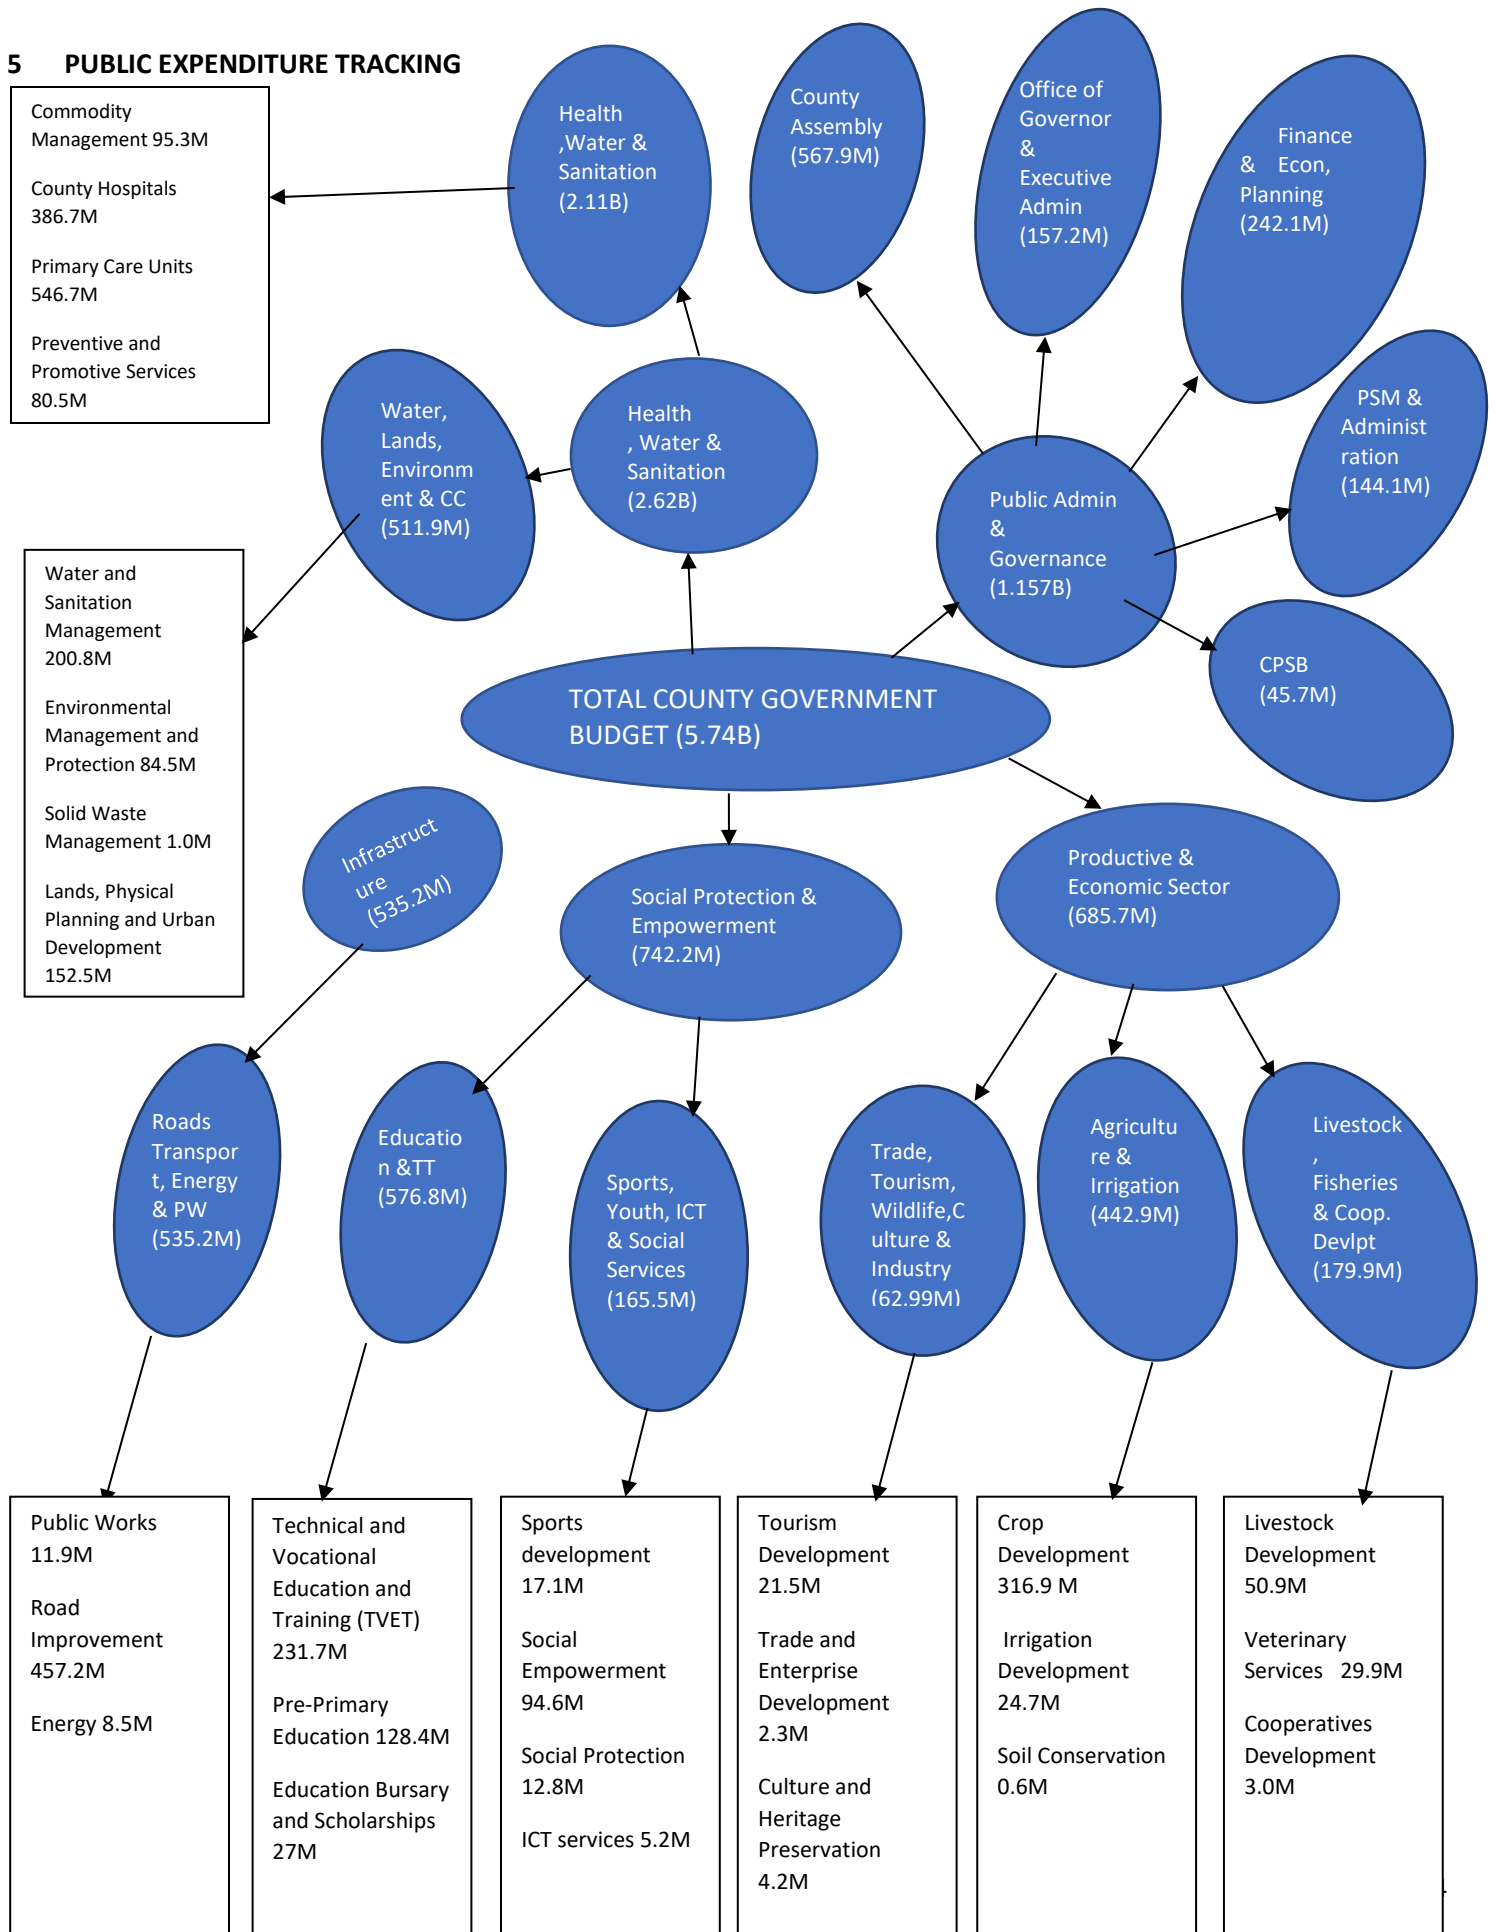 5 PUBLIC EXPENDITURE TRACKING
Commodity
Management 95.3M
County Hospitals
386.7M
Primary Care Units
546.7M
Preventive and
Promotive Services
80.5M
Health
,Water &
Sanitation
(2.11B)
County
Assembly
(567.9M)
Office of
Governor
&
Executive
Admin
(157.2M)
Finance
& Econ,
Planning
(242.1M)
PSM &
Administ
ration
(144.1M)
Water,
Lands,
Environm
ent & CC
(511.9M)
Health
, Water &
Sanitation
(2.62B)
Public Admin
&
Governance
(1.157B)
CPSB
(45.7M)
Water and
Sanitation
Management
200.8M
Environmental
Management and
Protection 84.5M
Solid Waste
Management 1.0M
Lands, Physical
Planning and Urban
Development
152.5M
TOTAL COUNTY GOVERNMENT
BUDGET (5.74B)
Infrastruct
ure
(535.2M)
Social Protection &
Empowerment
(742.2M)
Productive &
Economic Sector
(685.7M)
Roads
Transpor
t, Energy
& PW
(535.2M)
Educatio
n &TT
(576.8M)
Sports,
Youth, ICT
& Social
Services
(165.5M)
Trade,
Tourism,
Wildlife,C
ulture &
Industry
(62.99M)
Agricultu
re &
Irrigation
(442.9M)
Livestock
,
Fisheries
& Coop.
Devlpt
(179.9M)
Public Works
11.9M
Road
Improvement
457.2M
Energy 8.5M
Technical and
Vocational
Education and
Training (TVET)
231.7M
Pre-Primary
Education 128.4M
Education Bursary
and Scholarships
27M
Sports
development
17.1M
Social
Empowerment
94.6M
Social Protection
12.8M
ICT services 5.2M
Tourism
Development
21.5M
Trade and
Enterprise
Development
2.3M
Culture and
Heritage
Preservation
4.2M
Crop
Development
316.9 M
Irrigation
Development
24.7M
Soil Conservation
0.6M
Livestock
Development
50.9M
Veterinary
Services 29.9M
Cooperatives
Development
3.0M